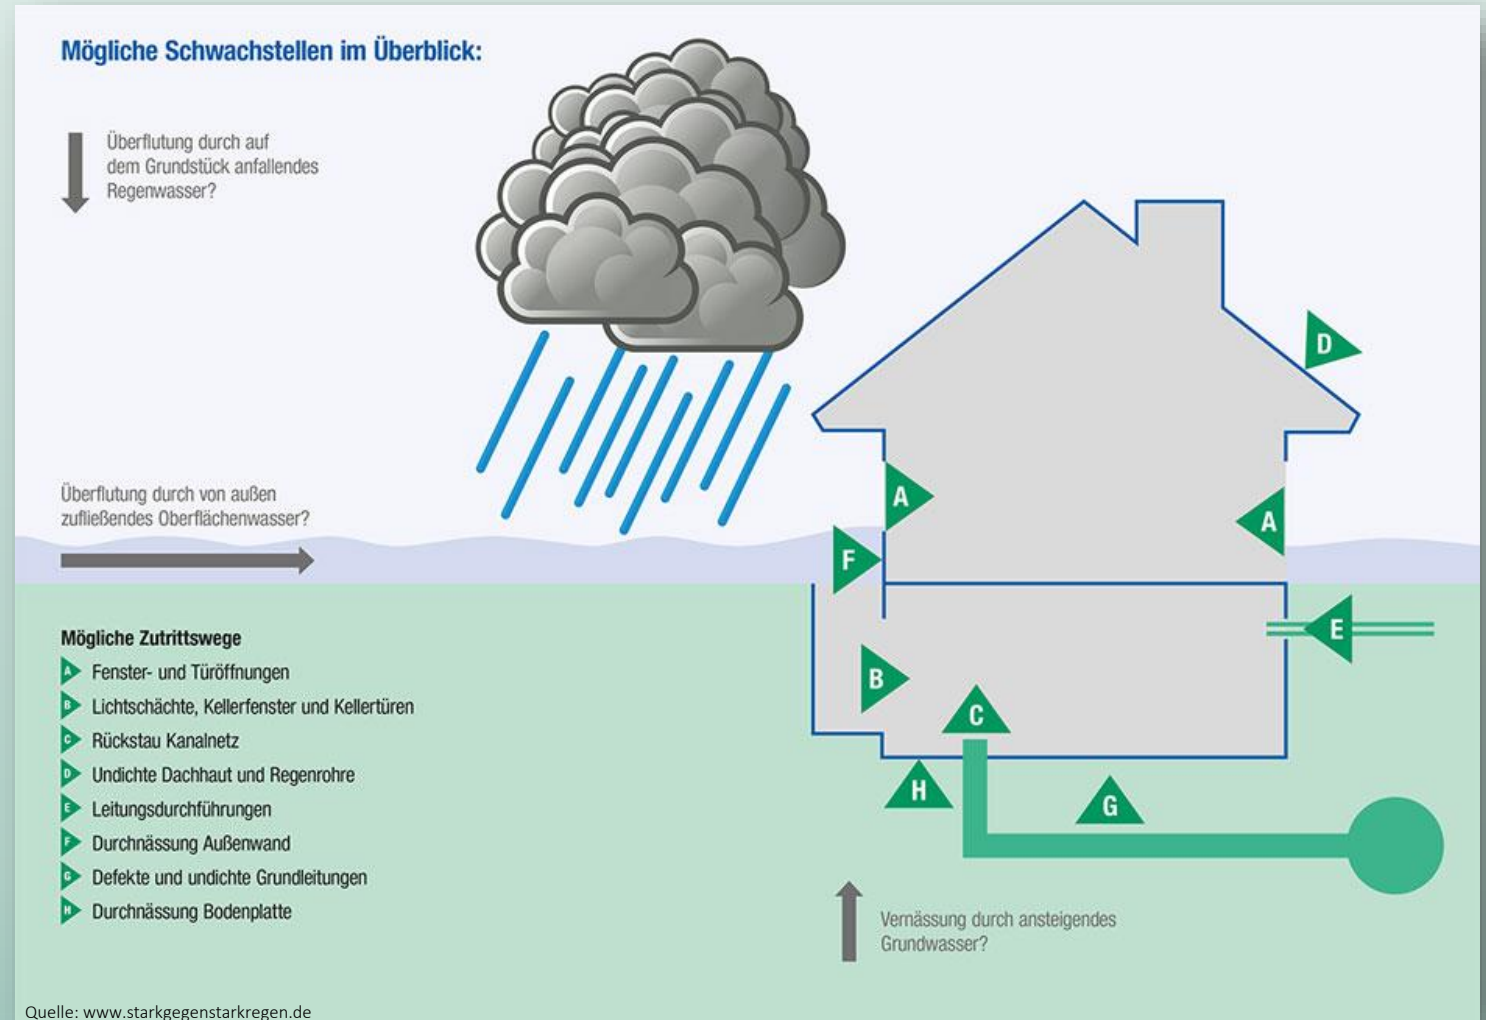 Mögliche Schwachstellen im Überblick:
Überflutung durch auf
dem Grundstück anfallendes
Regenwasser?
Überflutung durch von außen
zufließendes Oberflächenwasser?
Mögliche Zutrittswege
A Fenster- und Türöffnungen
B Lichtschächte, Kellerfenster und Kellertüren
C Rückstau Kanalnetz
D Undichte Dachhaut und Regenrohre
E Leitungsdurchführungen
F Durchnässung Außenwand
G Defekte und undichte Grundleitungen
H Durchnässung Bodenplatte
D
A
A
F
E
B
C
H
G
Vernässung durch ansteigendes
Grundwasser?
Quelle: www.starkgegenstarkregen.de